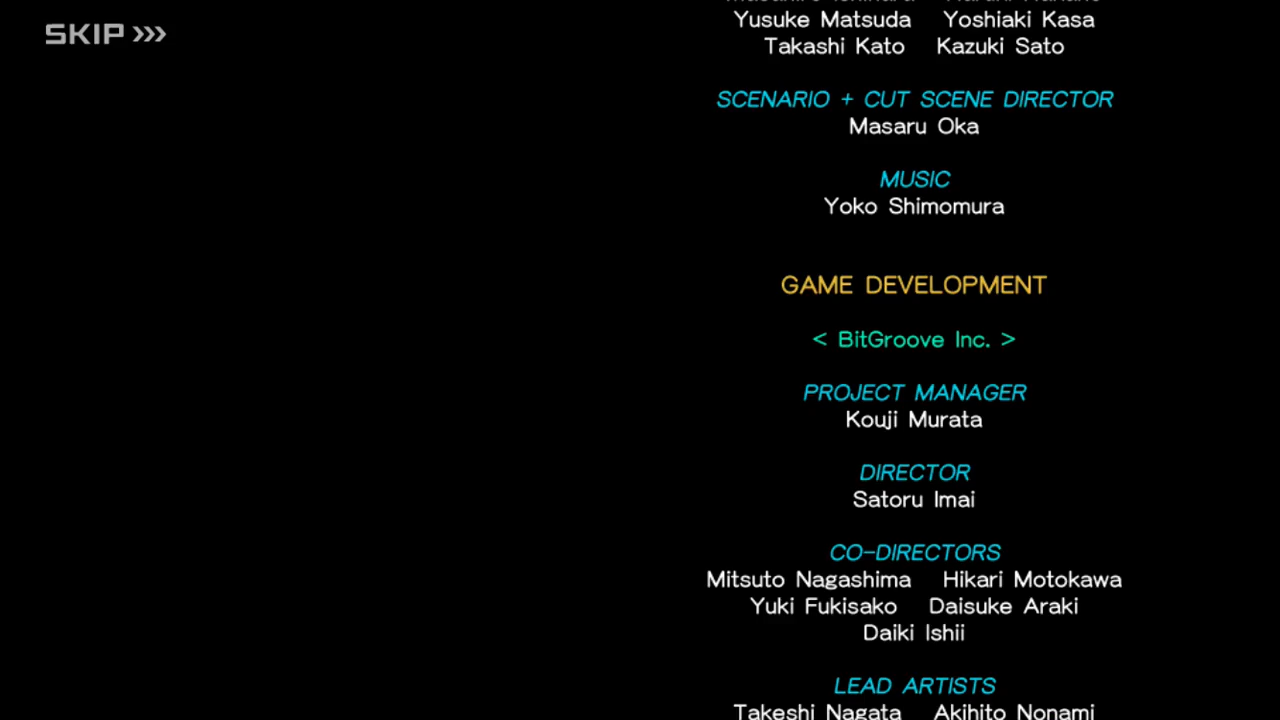 SKIP >>>
Yusuke Matsuda Yoshiaki Kasa
Takashi Kato Kazuki Sato
SCENARIO + CUT SCENE DIRECTOR
Masaru Oka
MUSIC
Yoko Shimomura
GAME DEVELOPMENT
< BitGroove Inc. >
PROJECT MANAGER
Kouji Murata
DIRECTOR
Satoru Imai
CO-DIRECTORS
Mitsuto Nagashima Hikari Motokawa
Yuki Fukisako Daisuke Araki
Daiki Ishii
LEAD ARTISTS
Takeshi Nagata Akihito Nonami